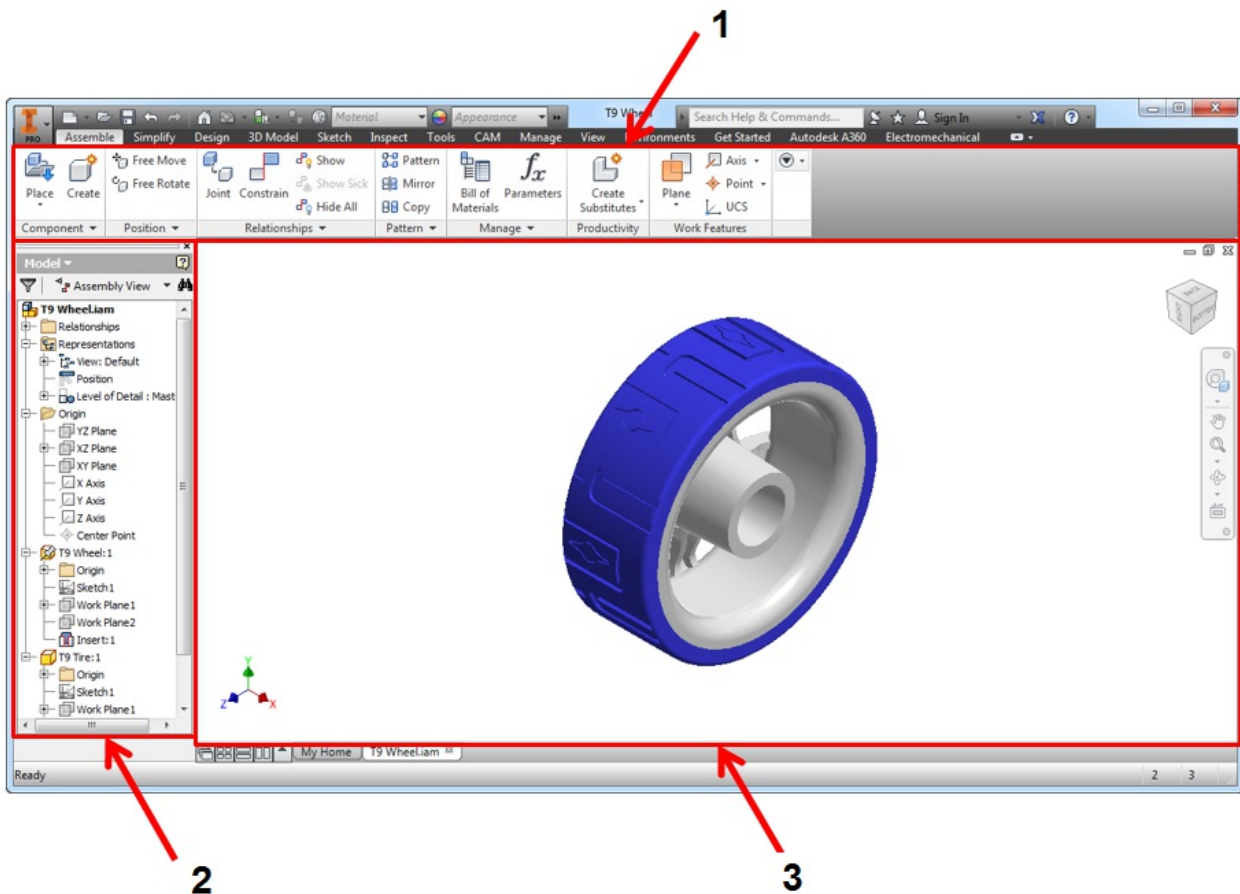 1
Material Appearance T9 Whee Search Help & Commands... Sign In
PRO Assemble Simplify Design 3D Model Sketch Inspect Tools CAM Manage View Get Started Autodesk A360 Electromechanical
Place Create Free Move Free Rotate Joint Constrain Show Show Sick Hide All Pattern Mirror Copy Bill of Materials fx Parameters Create Substitutes Plane Axis Point UCS
Component Position Relationships Pattern Manage Productivity Work Features
Model
Assembly View
T9 Wheel.iam
Relationships
Representations
View: Default
Position
Level of Detail : Mast
Origin
YZ Plane
XZ Plane
XY Plane
X Axis
Y Axis
Z Axis
Center Point
T9 Wheel:1
Origin
Sketch1
Work Plane1
Work Plane2
Insert:1
T9 Tire:1
Origin
Sketch1
Work Plane1
BACK
Y
Z X
My Home T9 Wheel.iam
Ready 2 3
2 3